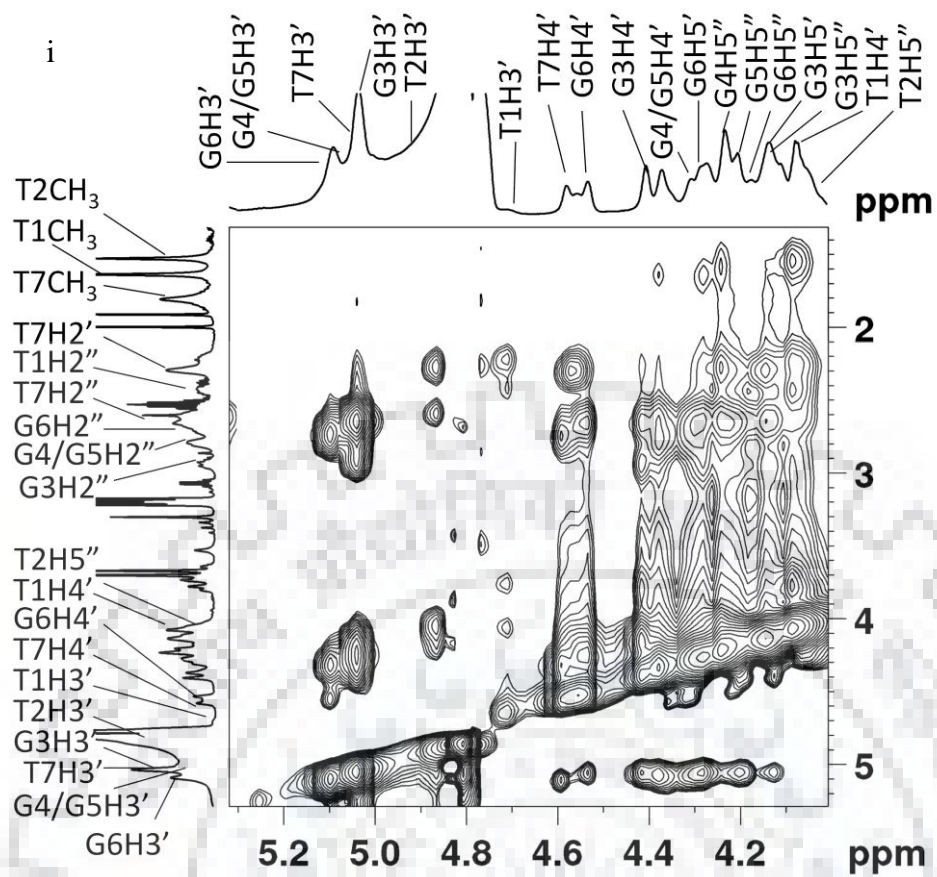 i
G6H3’
G4/G5H3’
T7H3’
G3H3’
T2H3’
T1H3’
T7H4’
G6H4’
G3H4’
G4/G5H4’
G6H5’
G4H5”
G5H5”
G6H5”
G3H5’
G3H5”
T1H4’
T2H5”
ppm
T2CH₃
T1CH₃
T7CH₃
T7H2’
T1H2”
T7H2”
G6H2”
G4/G5H2”
G3H2”
T2H5”
T1H4’
G6H4’
T7H4’
T1H3’
T2H3’
G3H3’
T7H3’
G4/G5H3’
G6H3’
2
3
4
5
5.2 5.0 4.8 4.6 4.4 4.2 ppm